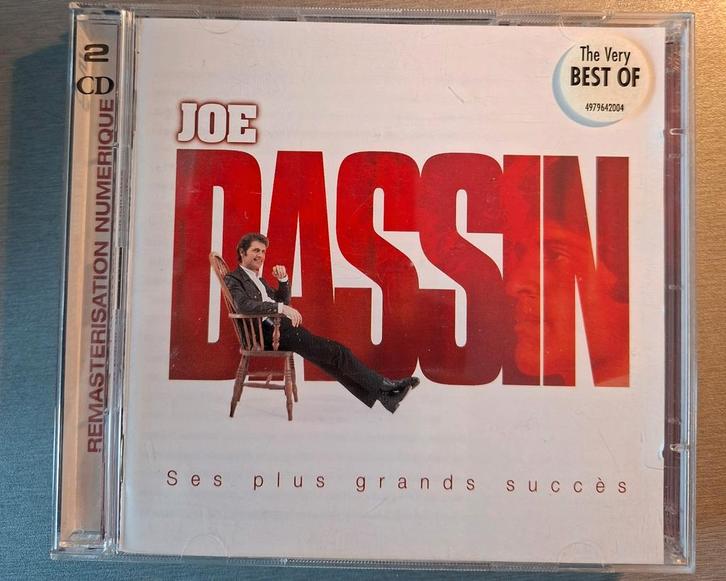 2
CD
REMASTERISATION NUMERIQUE
The Very
BEST OF
4979642004
JOE
DASSIN
Ses plus grands succès